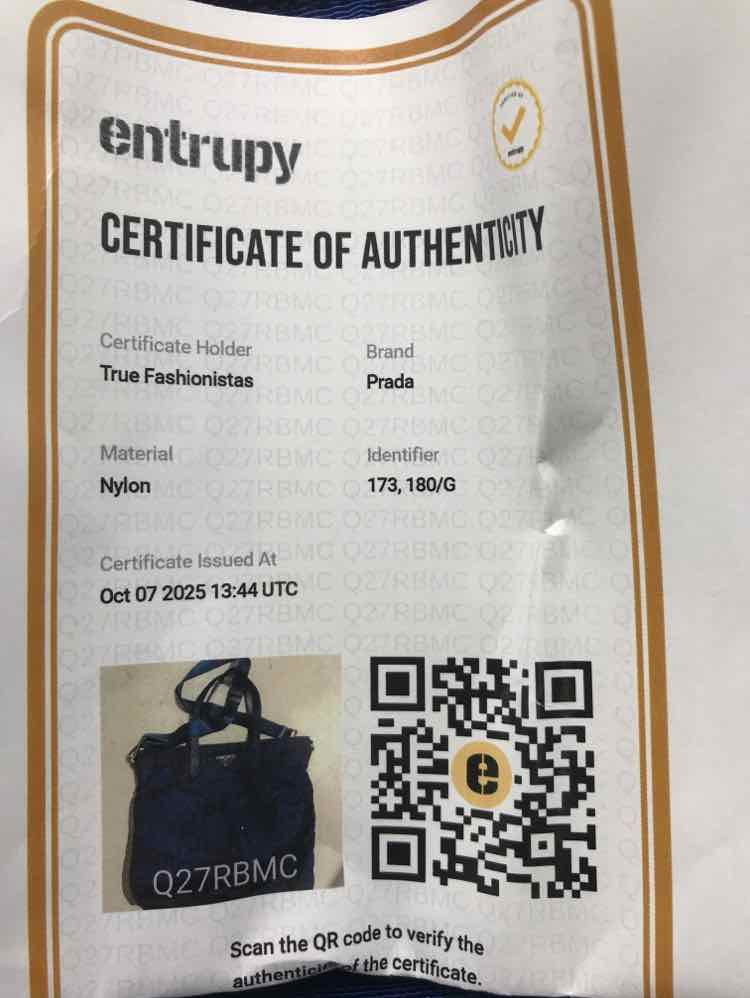 entrupy
CERTIFICATE OF AUTHENTICITY
Certificate Holder
True Fashionistas
Brand
Prada
Material
Nylon
Identifier
173, 180/G
Certificate Issued At
Oct 07 2025 13:44 UTC
Q27RBMC
e
Scan the QR code to verify the
of the certificate.